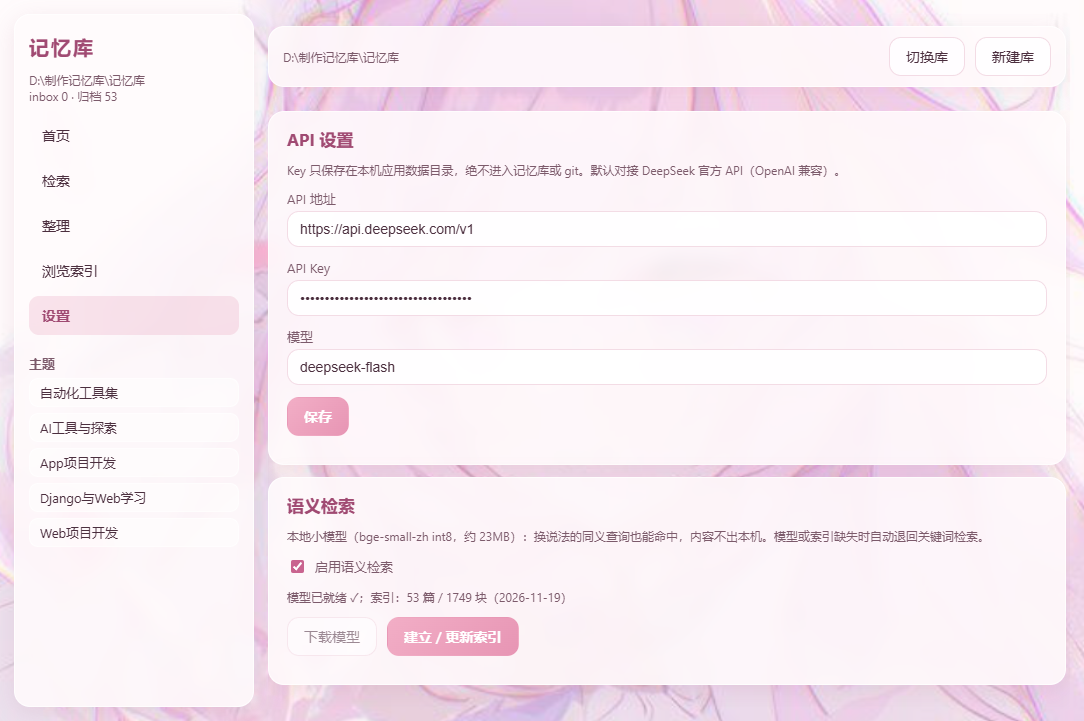 记忆库
D:\制作记忆库\记忆库
inbox 0 · 归档 53
首页
检索
整理
浏览索引
设置
主题
自动化工具集
AI工具与探索
App项目开发
Django与Web学习
Web项目开发
D:\制作记忆库\记忆库
切换库
新建库
API 设置
Key 只保存在本机应用数据目录，绝不进入记忆库或 git。默认对接 DeepSeek 官方 API（OpenAI 兼容）。
API 地址
https://api.deepseek.com/v1
API Key
••••••••••••••••••••••••••••••••••••
模型
deepseek-flash
保存
语义检索
本地小模型（bge-small-zh int8，约 23MB）：换说法的同义查询也能命中，内容不出本机。模型或索引缺失时自动退回关键词检索。
启用语义检索
模型已就绪 ✓；索引：53 篇 / 1749 块（2026-11-19）
下载模型
建立 / 更新索引